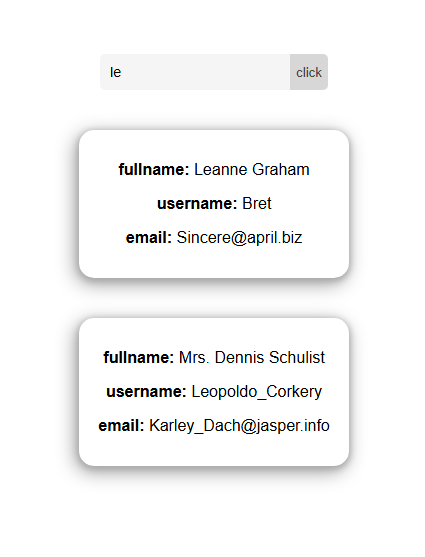 le click
fullname: Leanne Graham
username: Bret
email: Sincere@april.biz
fullname: Mrs. Dennis Schulist
username: Leopoldo_Corkery
email: Karley_Dach@jasper.info